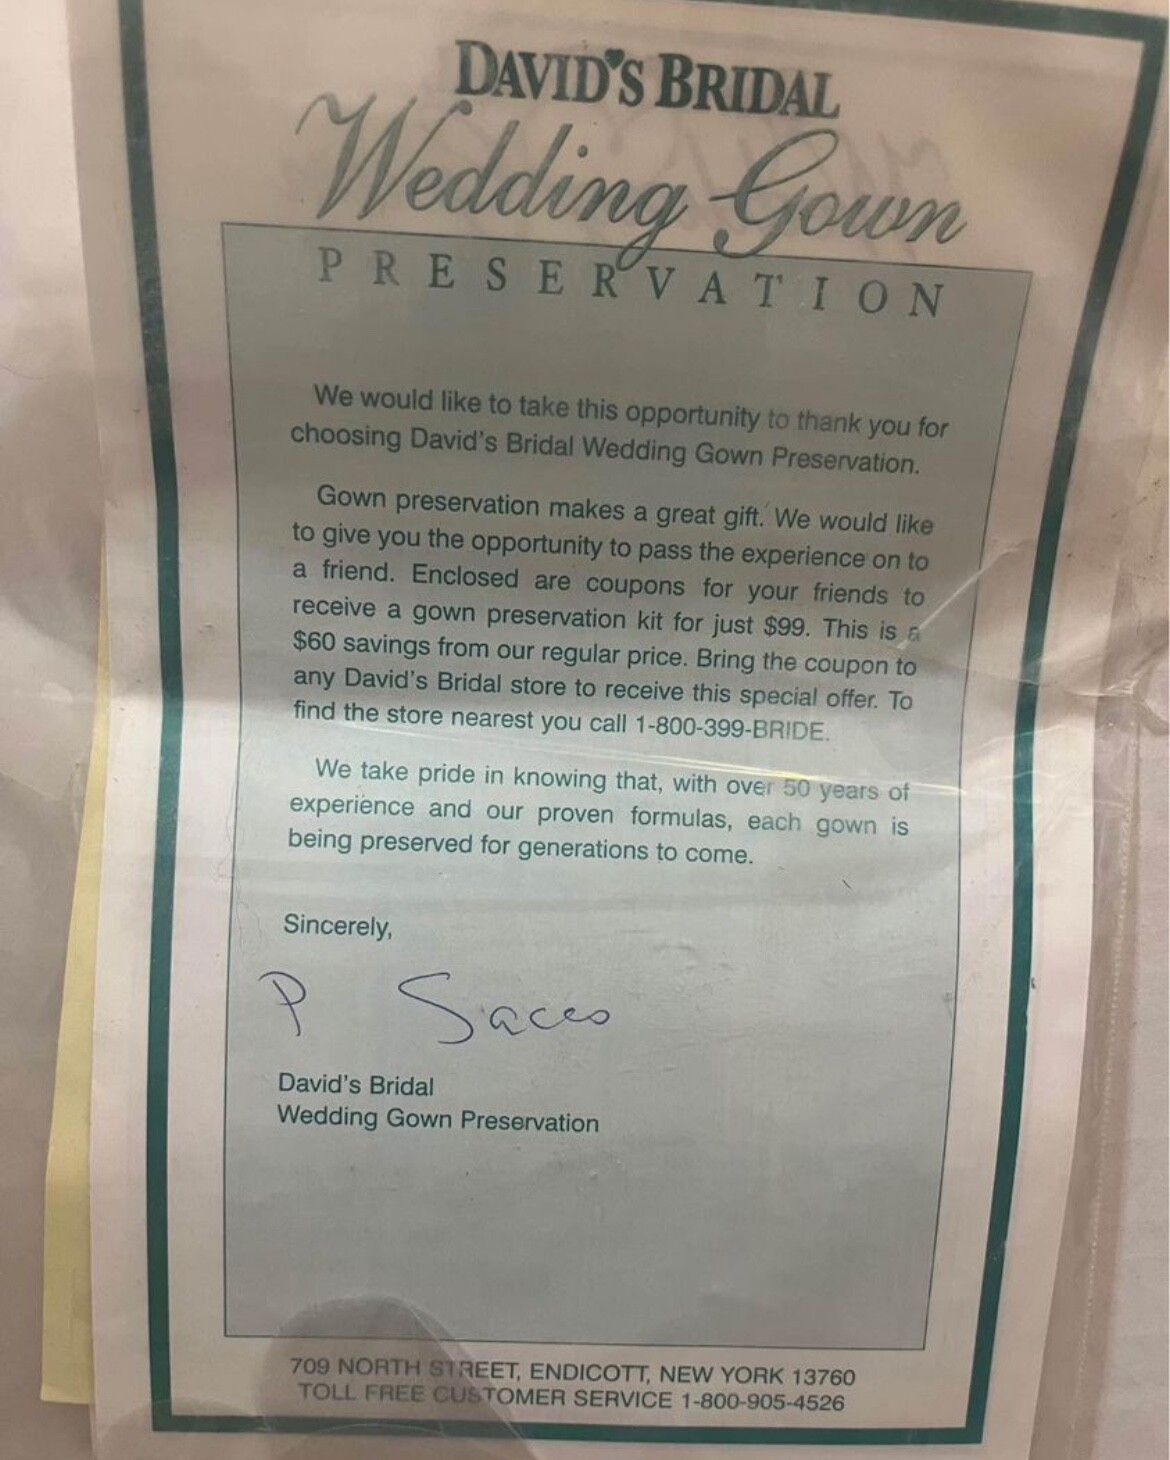 DAVID'S BRIDAL
Wedding Gown
PRESERVATION
We would like to take this opportunity to thank you for
choosing David's Bridal Wedding Gown Preservation.
Gown preservation makes a great gift. We would like
to give you the opportunity to pass the experience on to
a friend. Enclosed are coupons for your friends to
receive a gown preservation kit for just $99. This is a
$60 savings from our regular price. Bring the coupon to
any David's Bridal store to receive this special offer. To
find the store nearest you call 1-800-399-BRIDE.
We take pride in knowing that, with over 50 years of
experience and our proven formulas, each gown is
being preserved for generations to come.
Sincerely,
P Sacco
David's Bridal
Wedding Gown Preservation
709 NORTH STREET, ENDICOTT, NEW YORK 13760
TOLL FREE CUSTOMER SERVICE 1-800-905-4526